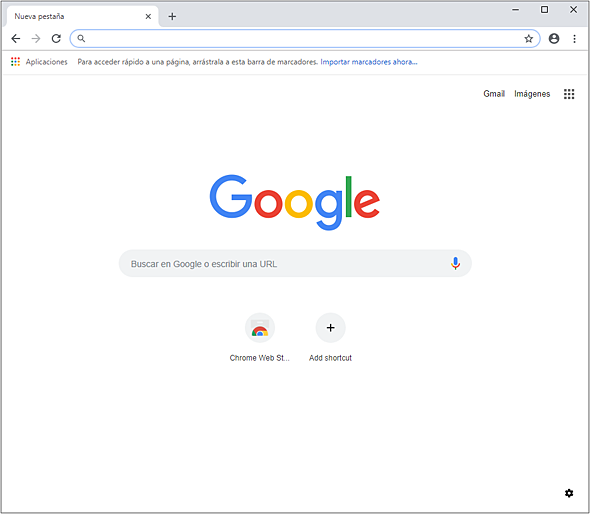 Nueva pestaña
Aplicaciones Para acceder rápido a una página, arrástrala a esta barra de marcadores. Importar marcadores ahora...
Gmail Imágenes
Google
Buscar en Google o escribir una URL
Chrome Web St... Add shortcut